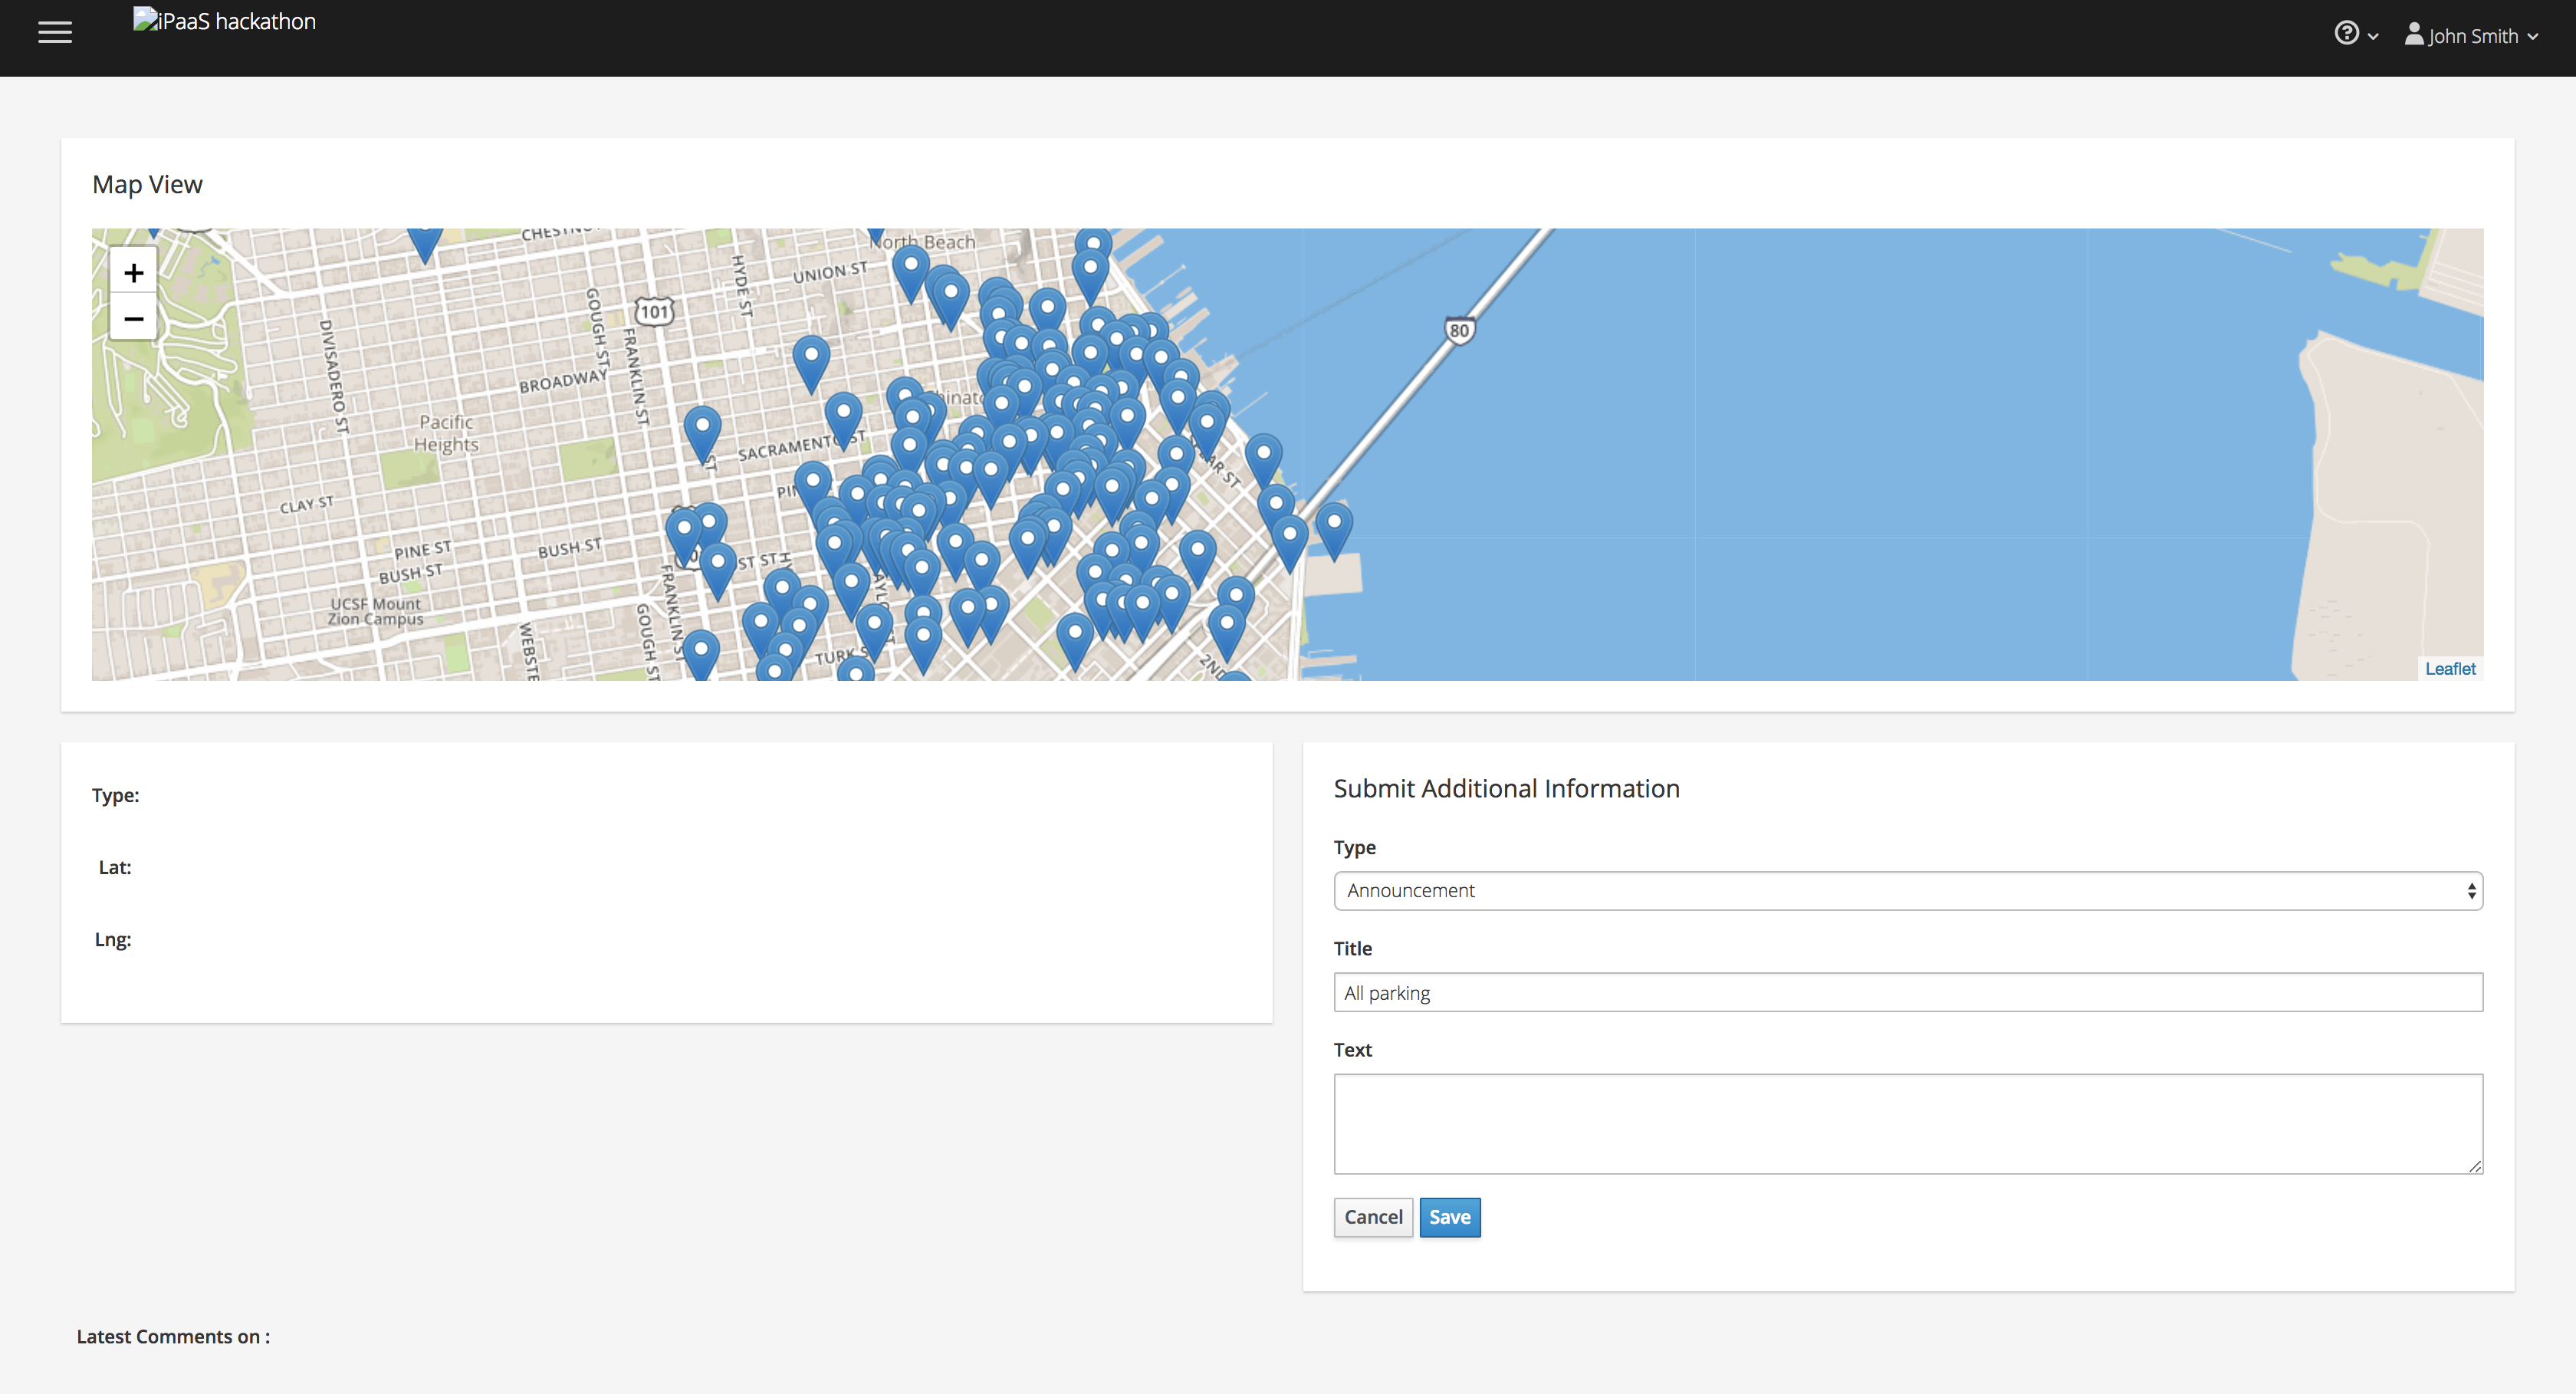 iPaaS hackathon
John Smith
Map View
+
−
North Beach
UNION ST
HYDE ST
101
GOUGH ST
FRANKLIN ST
DIVISADERO ST
BROADWAY
80
Pacific
Heights
SACRAMENTO ST
CLAY ST
PINE ST
BUSH ST
BUSH ST
UCSF Mount
Zion Campus
FRANKLIN ST
GOUGH ST
TURK S
2ND
Leaflet
Type:
Lat:
Lng:
Submit Additional Information
Type
Announcement
Title
All parking
Text
Cancel Save
Latest Comments on :